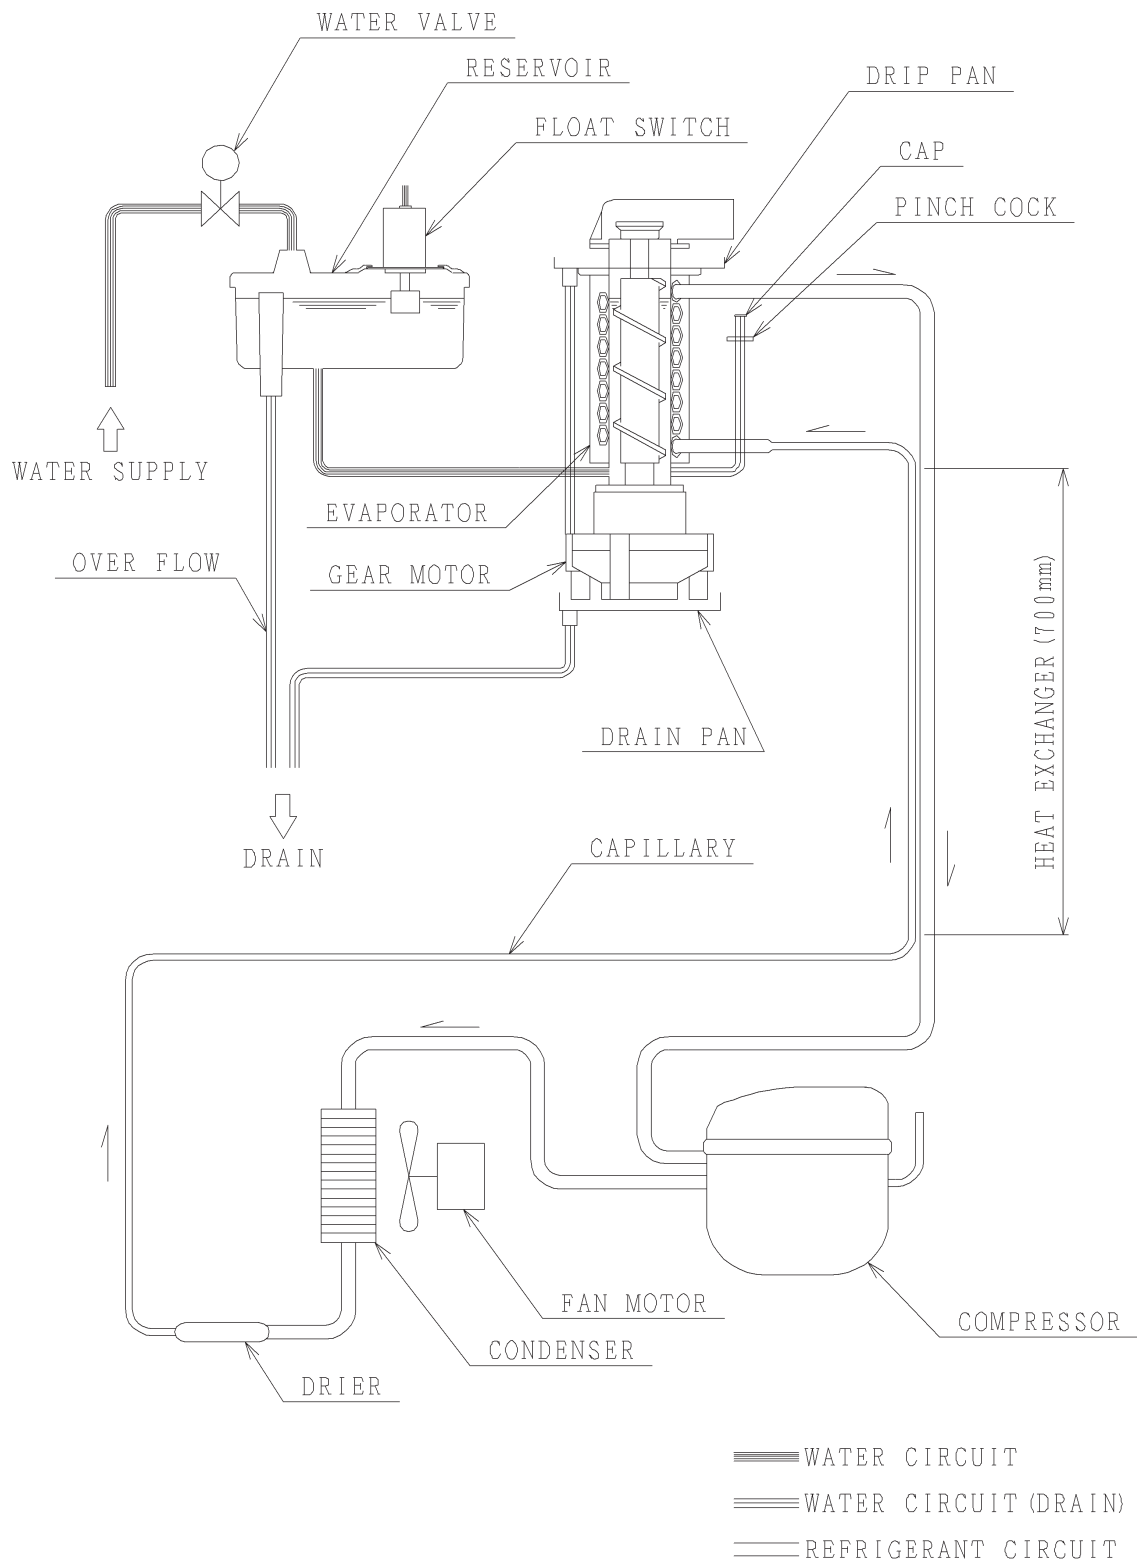 WATER VALVE
RESERVOIR
DRIP PAN
FLOAT SWITCH
CAP
PINCH COCK
WATER SUPPLY
EVAPORATOR
OVER FLOW
GEAR MOTOR
HEAT EXCHANGER (700mm)
DRAIN PAN
DRAIN
CAPILLARY
FAN MOTOR
COMPRESSOR
CONDENSER
DRIER
WATER CIRCUIT
WATER CIRCUIT (DRAIN)
REFRIGERANT CIRCUIT